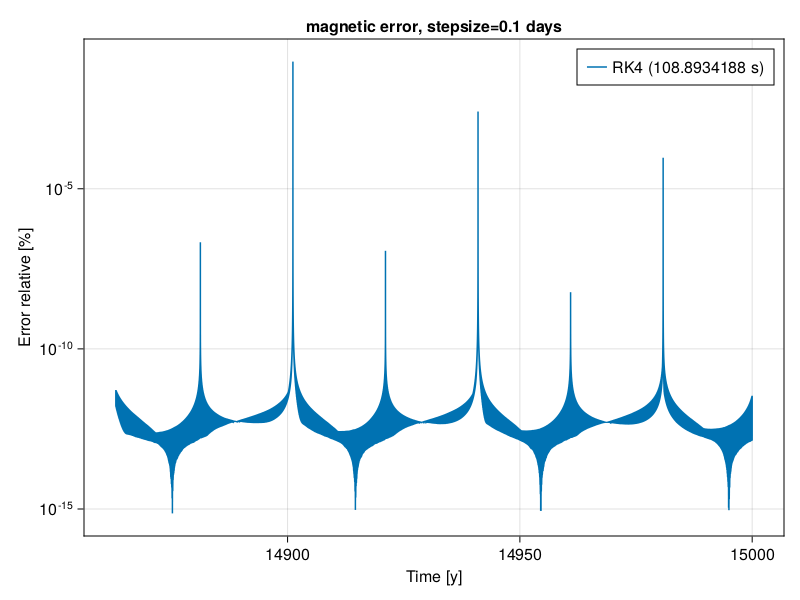 magnetic error, stepsize=0.1 days
RK4 (108.8934188 s)
Error relative [%]
10⁻⁵
10⁻¹⁰
10⁻¹⁵
14900
14950
15000
Time [y]